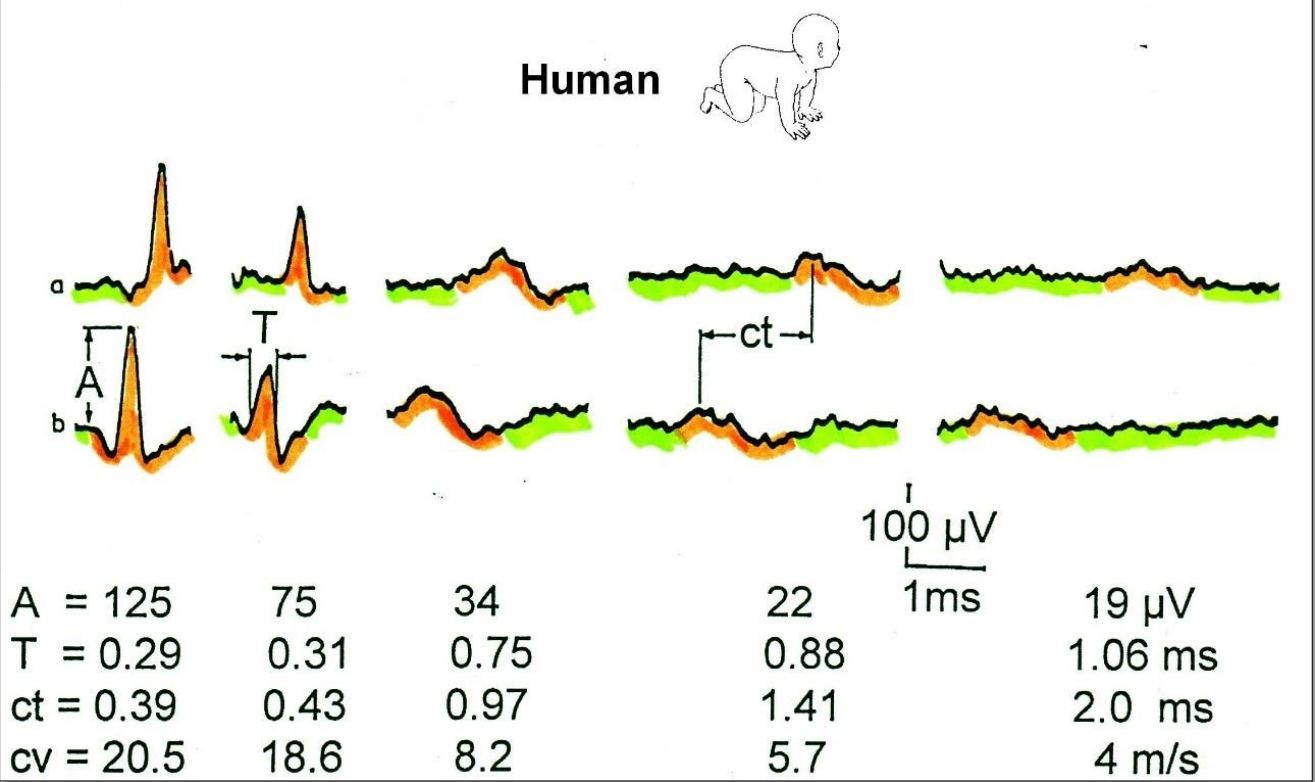 Human
a
T
ct
A
b
100 µV
1ms
A = 125 75 34 22 19 µV
T = 0.29 0.31 0.75 0.88 1.06 ms
ct = 0.39 0.43 0.97 1.41 2.0 ms
cv = 20.5 18.6 8.2 5.7 4 m/s